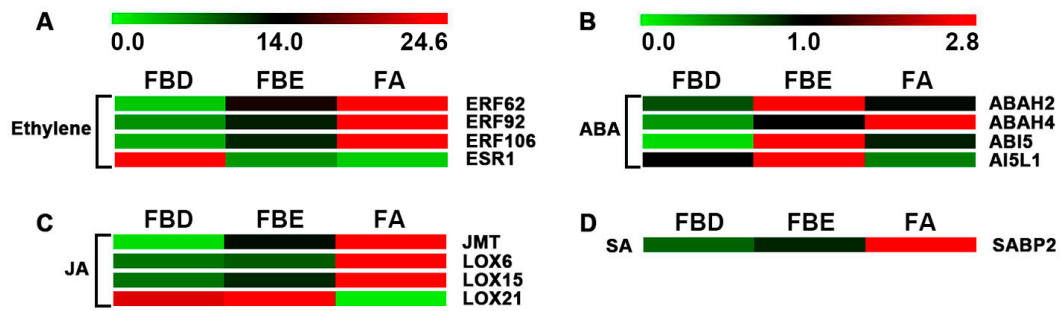 A
0.0 14.0 24.6
FBD FBE FA
Ethylene
ERF62
ERF92
ERF106
ESR1
B
0.0 1.0 2.8
FBD FBE FA
ABA
ABAH2
ABAH4
ABI5
AI5L1
C
FBD FBE FA
JA
JMT
LOX6
LOX15
LOX21
D
FBD FBE FA
SA SABP2